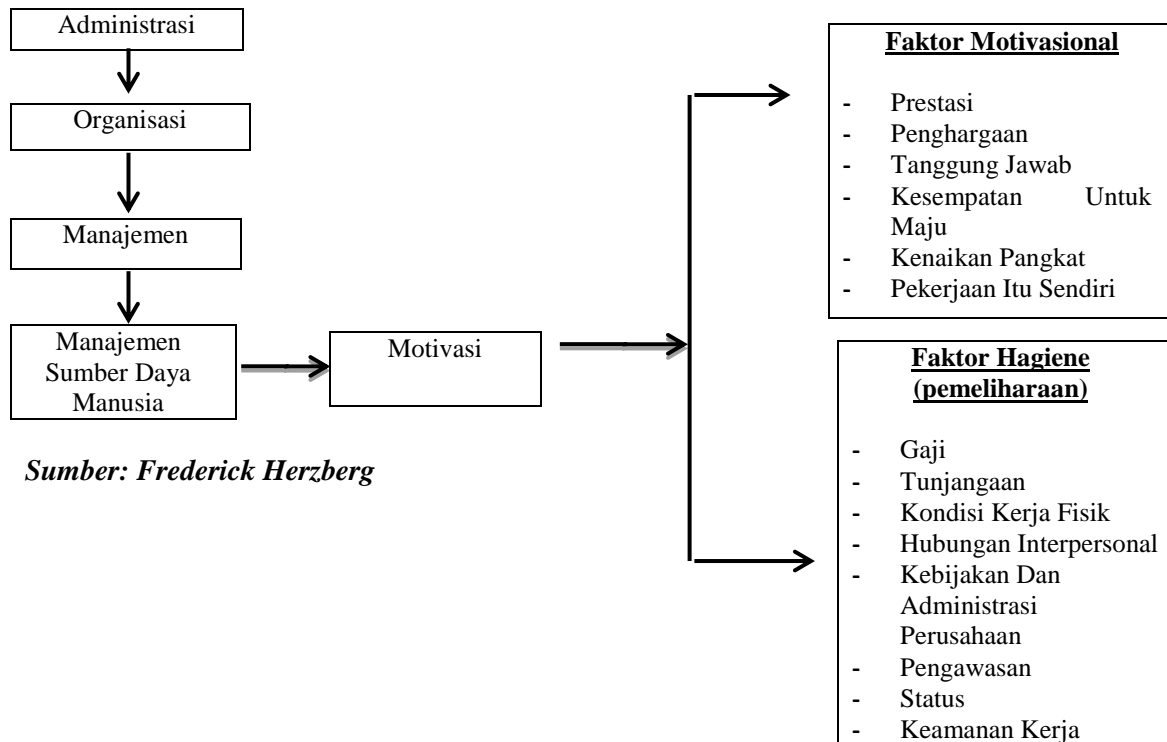 Administrasi
Organisasi
Manajemen
Manajemen
Sumber Daya
Manusia
Motivasi
Sumber: Frederick Herzberg
Faktor Motivasional
- Prestasi
- Penghargaan
- Tanggung Jawab
- Kesempatan Untuk
Maju
- Kenaikan Pangkat
- Pekerjaan Itu Sendiri
Faktor Hagiene
(pemeliharaan)
- Gaji
- Tunjangaan
- Kondisi Kerja Fisik
- Hubungan Interpersonal
- Kebijakan Dan
Administrasi
Perusahaan
- Pengawasan
- Status
- Keamanan Kerja